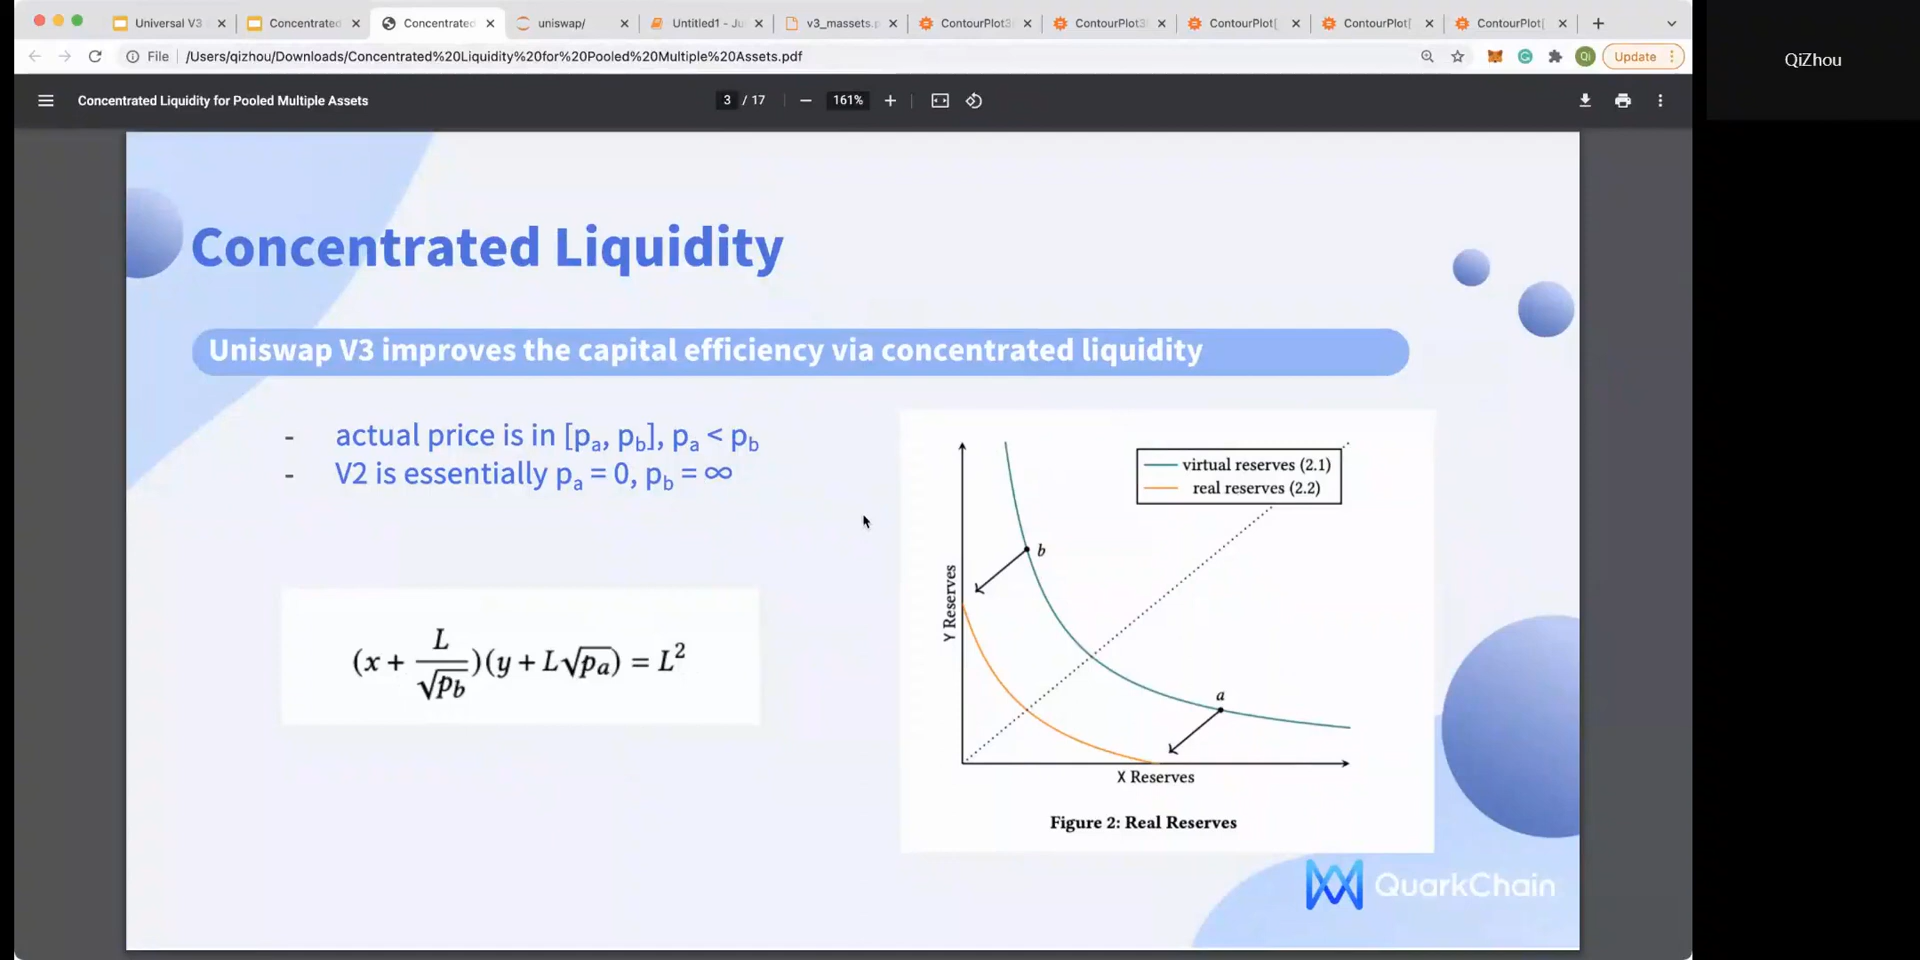 Universal V3
Concentrated
Concentrated
uniswap/
Untitled1 - Ju
v3_massets.p
ContourPlot3
ContourPlot3
ContourPlot[
ContourPlot[
ContourPlot[
File
/Users/qizhou/Downloads/Concentrated%20Liquidity%20for%20Pooled%20Multiple%20Assets.pdf
Qi
Update
QiZhou
Concentrated Liquidity for Pooled Multiple Assets
3 / 17
161%
Concentrated Liquidity
Uniswap V3 improves the capital efficiency via concentrated liquidity
- actual price is in [pa, pb], pa < pb
- V2 is essentially pa = 0, pb = ∞
(x + L/√pb)(y + L√pa) = L²
virtual reserves (2.1)
real reserves (2.2)
b
a
Y Reserves
X Reserves
Figure 2: Real Reserves
QuarkChain